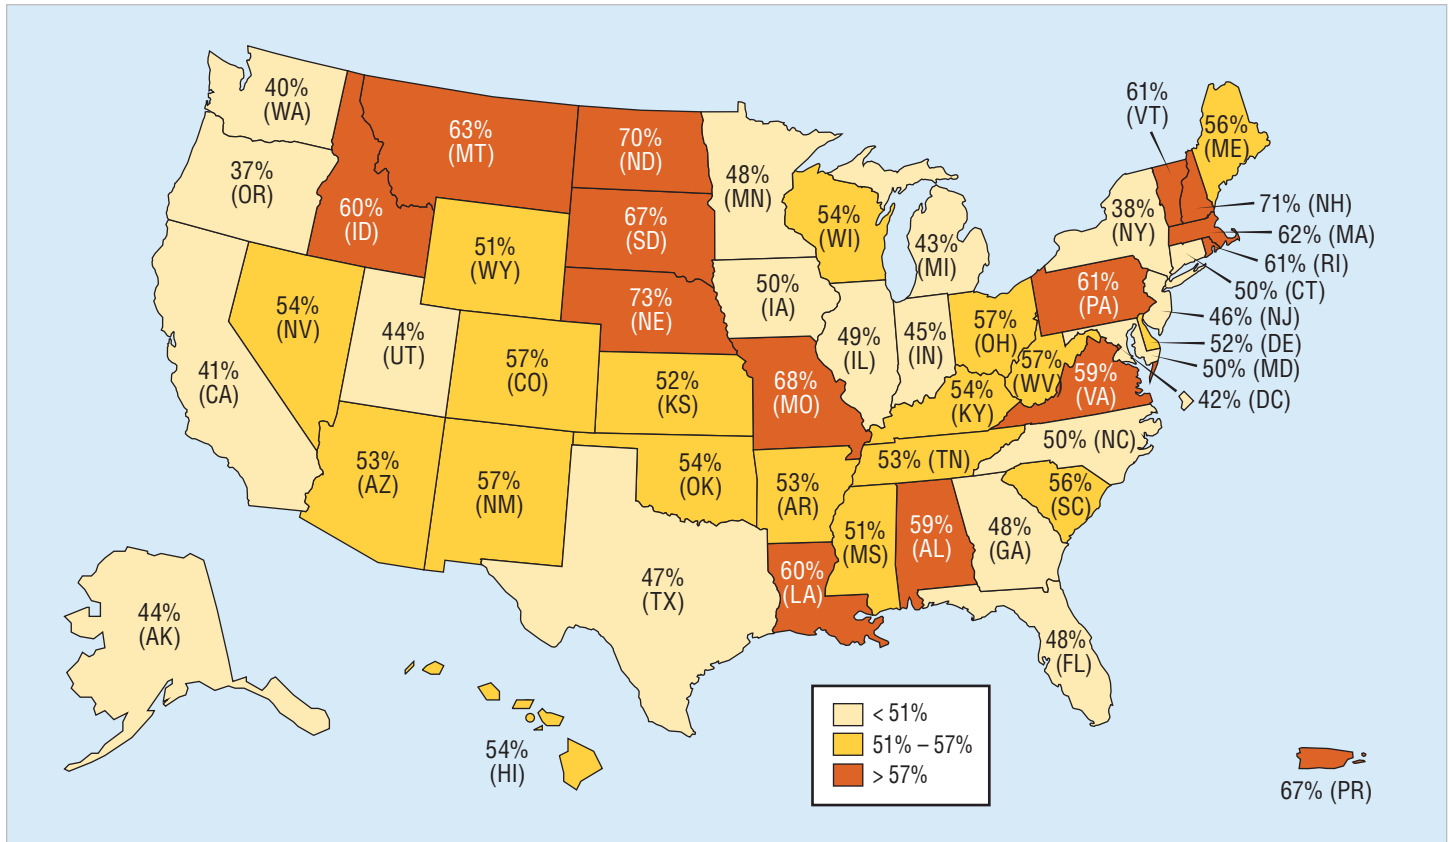 40%
(WA)
37%
(OR)
41%
(CA)
54%
(NV)
60%
(ID)
63%
(MT)
51%
(WY)
44%
(UT)
57%
(CO)
53%
(AZ)
57%
(NM)
70%
(ND)
67%
(SD)
73%
(NE)
52%
(KS)
54%
(OK)
47%
(TX)
48%
(MN)
50%
(IA)
68%
(MO)
53%
(AR)
60%
(LA)
54%
(WI)
49%
(IL)
43%
(MI)
45%
(IN)
57%
(OH)
54%
(KY)
53% (TN)
51%
(MS)
59%
(AL)
48%
(GA)
48%
(FL)
56%
(SC)
50% (NC)
59%
(VA)
57%
(WV)
61%
(PA)
38%
(NY)
61%
(VT)
56%
(ME)
71% (NH)
62% (MA)
61% (RI)
50% (CT)
46% (NJ)
52% (DE)
50% (MD)
42% (DC)
44%
(AK)
54%
(HI)
67% (PR)
< 51%
51% – 57%
> 57%